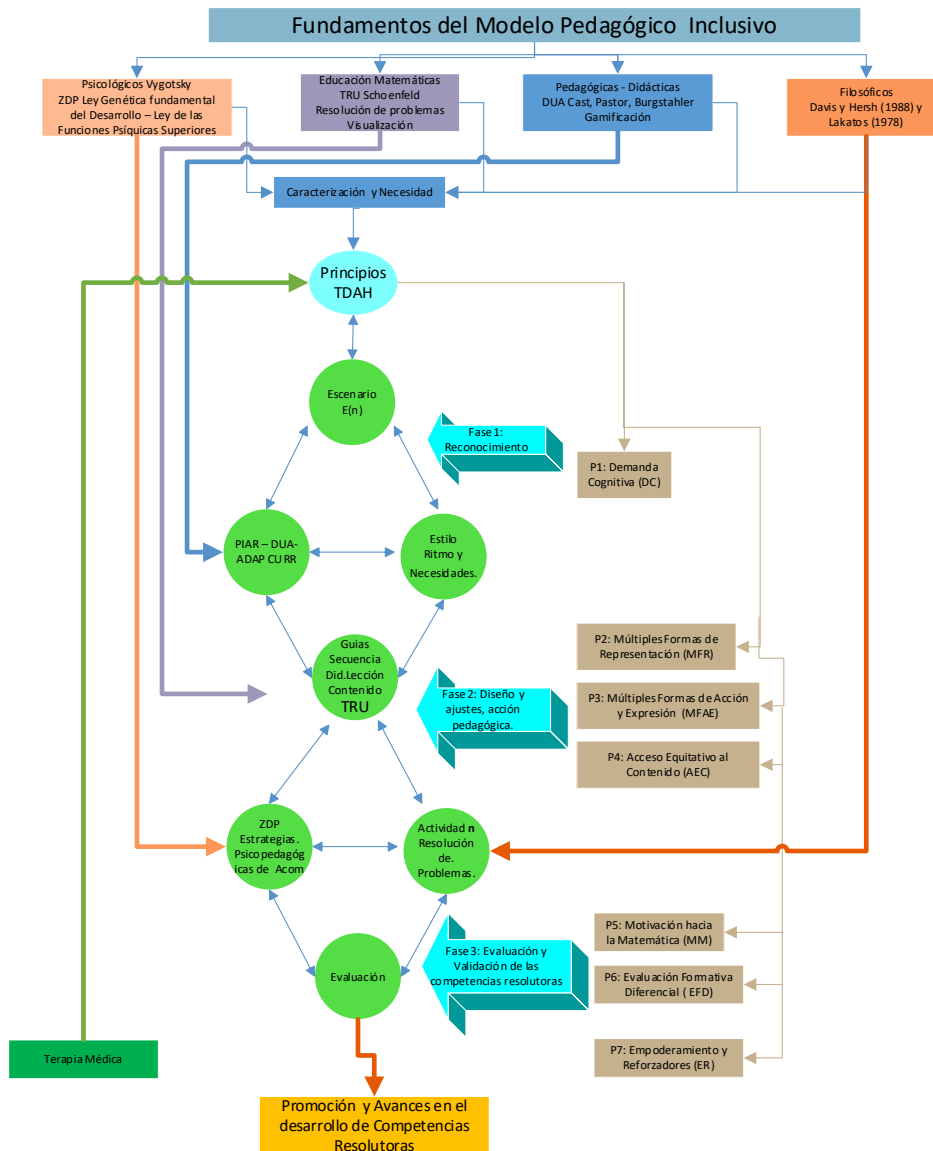 Fundamentos del Modelo Pedagógico Inclusivo
Psicológicos Vygotsky
ZDP Ley Genética fundamental
del Desarrollo – Ley de las
Funciones Psíquicas Superiores
Educación Matemáticas
TRU Schoenfeld
Resolución de problemas
Visualización
Pedagógicas - Didácticas
DUA Cast, Pastor, Burgstahler
Gamificación
Filosóficos
Davis y Hersh (1988) y
Lakatos (1978)
Caracterización y Necesidad
Principios
TDAH
Escenario
E(n)
Fase 1:
Reconocimiento
P1: Demanda
Cognitiva (DC)
PIAR – DUA-
ADAP CURR
Estilo
Ritmo y
Necesidades.
Guias
Secuencia
Did.Lección
Contenido
TRU
Fase 2: Diseño y
ajustes, acción
pedagógica.
P2: Múltiples Formas de
Representación (MFR)
P3: Múltiples Formas de Acción
y Expresión (MFAE)
P4: Acceso Equitativo al
Contenido (AEC)
ZDP
Estrategias.
Psicopedagóg
icas de Acom
Actividad n
Resolución
de.
Problemas.
Evaluación
Fase 3: Evaluación y
Validación de las
competencias resolutoras
P5: Motivación hacia
la Matemática (MM)
P6: Evaluación Formativa
Diferencial ( EFD)
P7: Empoderamiento y
Reforzadores (ER)
Terapia Médica
Promoción y Avances en el
desarrollo de Competencias
Resolutoras